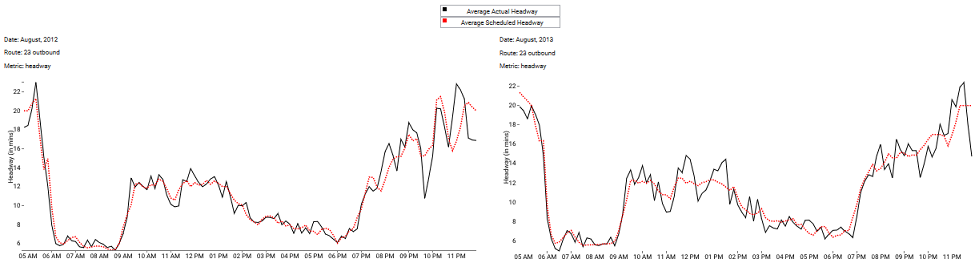 Average Actual Headway
Average Scheduled Headway
Date: August, 2012
Route: 23 outbound
Metric: headway
Headway (in mins)
22
20
18
16
14
12
10
8
6
05 AM 06 AM 07 AM 08 AM 09 AM 10 AM 11 AM 12 PM 01 PM 02 PM 03 PM 04 PM 05 PM 06 PM 07 PM 08 PM 09 PM 10 PM 11 PM
Date: August, 2013
Route: 23 outbound
Metric: headway
Headway (in mins)
22
20
18
16
14
12
10
8
6
05 AM 06 AM 07 AM 08 AM 09 AM 10 AM 11 AM 12 PM 01 PM 02 PM 03 PM 04 PM 05 PM 06 PM 07 PM 08 PM 09 PM 10 PM 11 PM